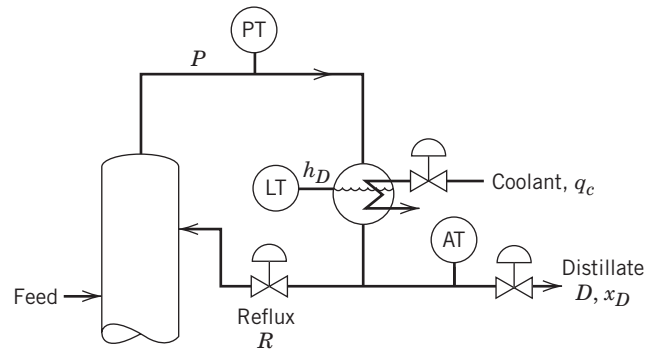 PT
P
h_D
LT
Coolant, q_c
AT
Feed
Reflux
R
Distillate
D, x_D